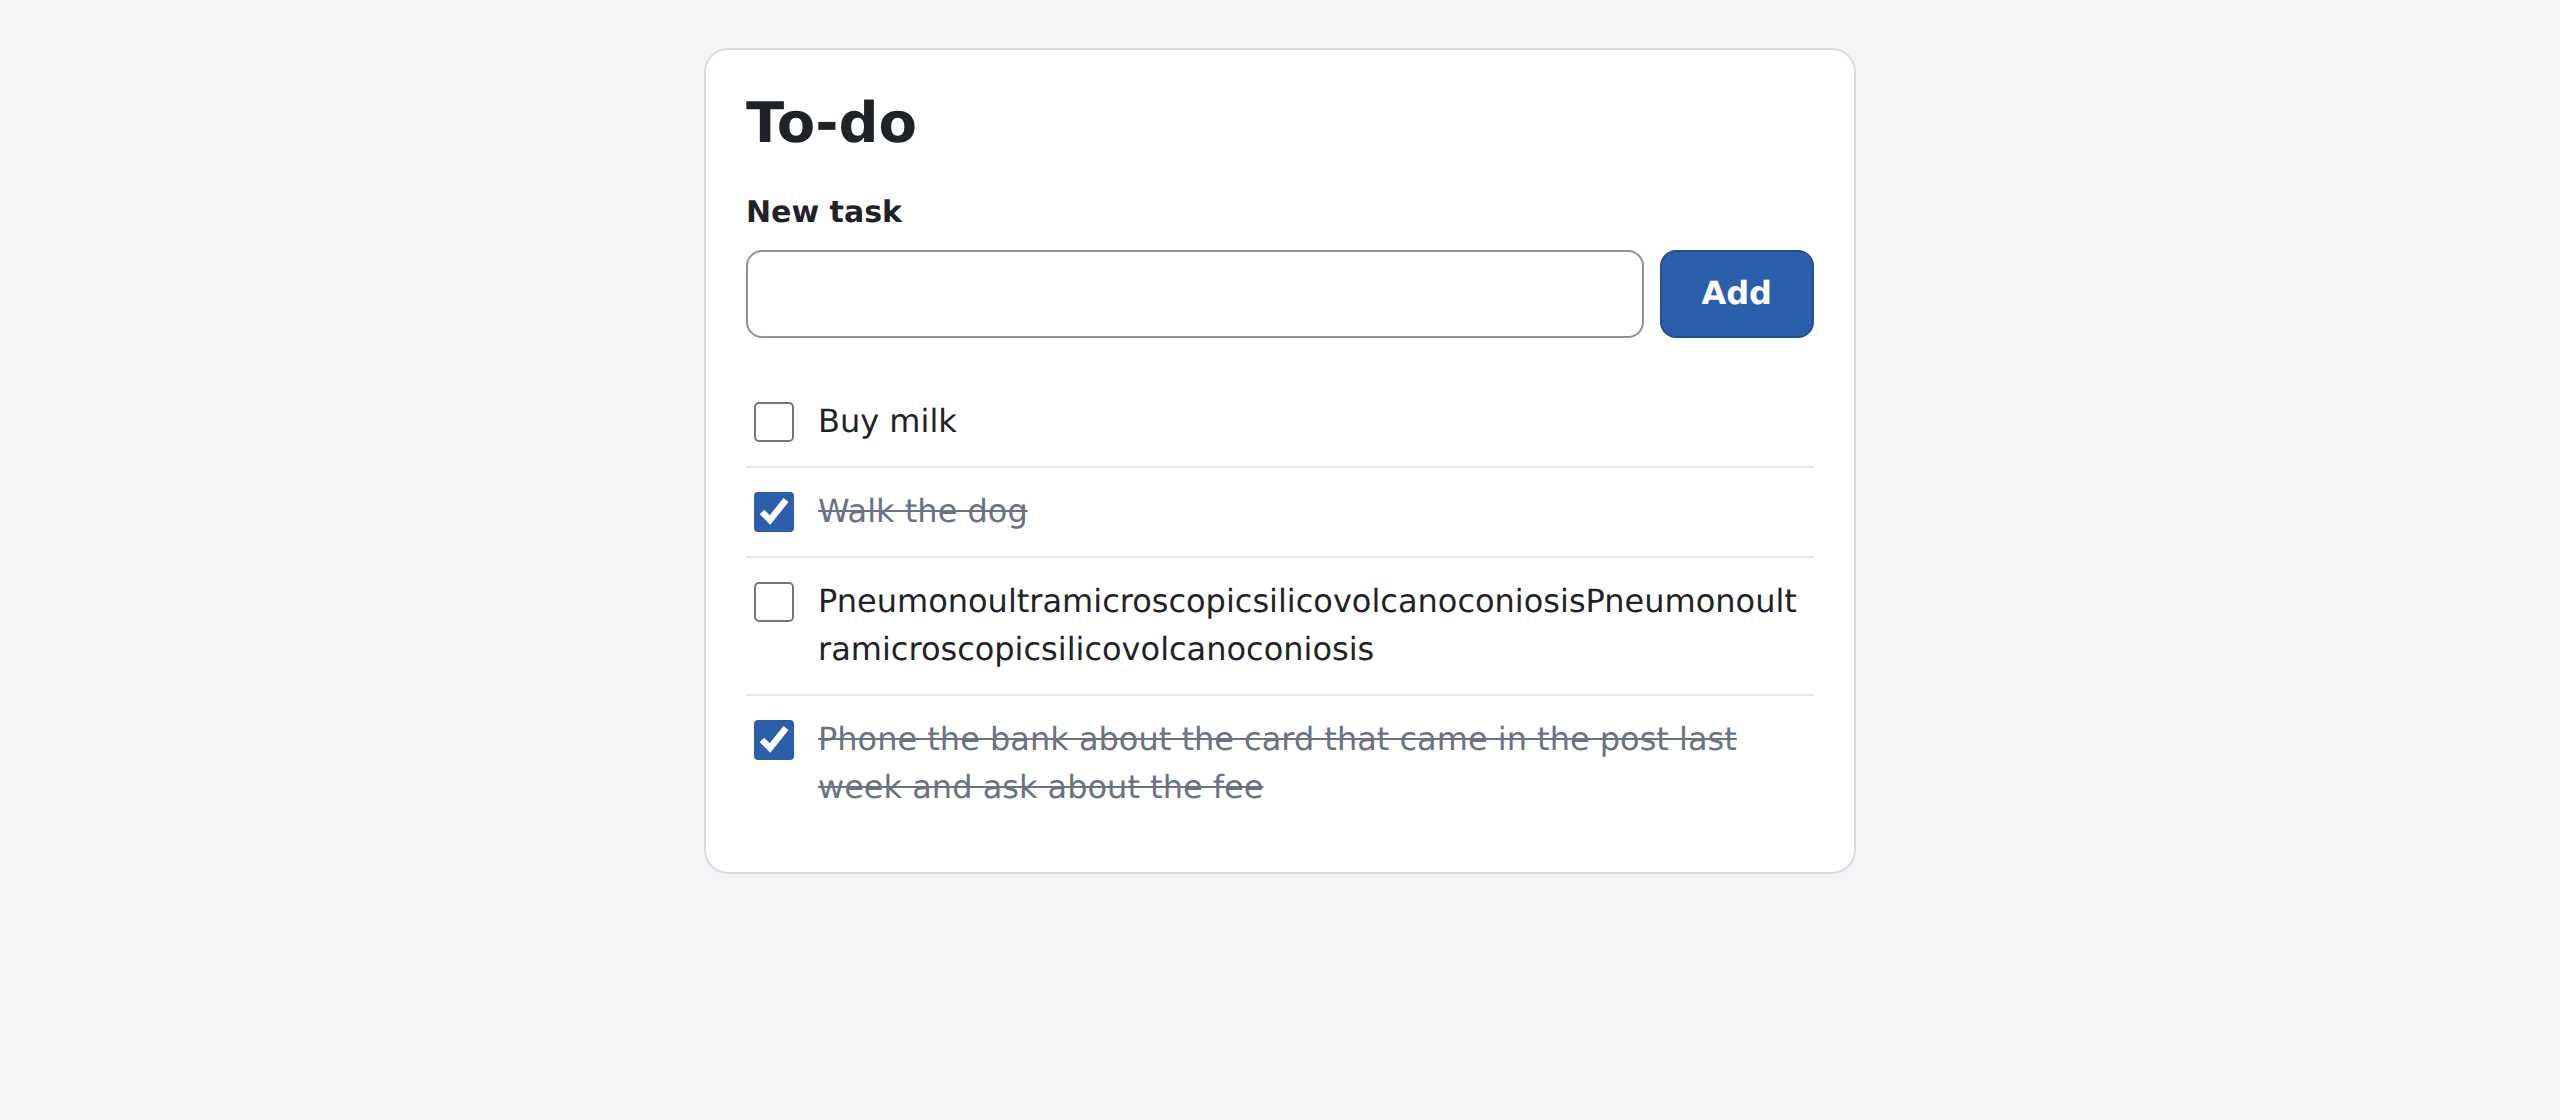 To-do
New task
Add
Buy milk
Walk the dog
PneumonoultramicroscopicsilicovolcanoconiosisPneumonoult
ramicroscopicsilicovolcanoconiosis
Phone the bank about the card that came in the post last
week and ask about the fee